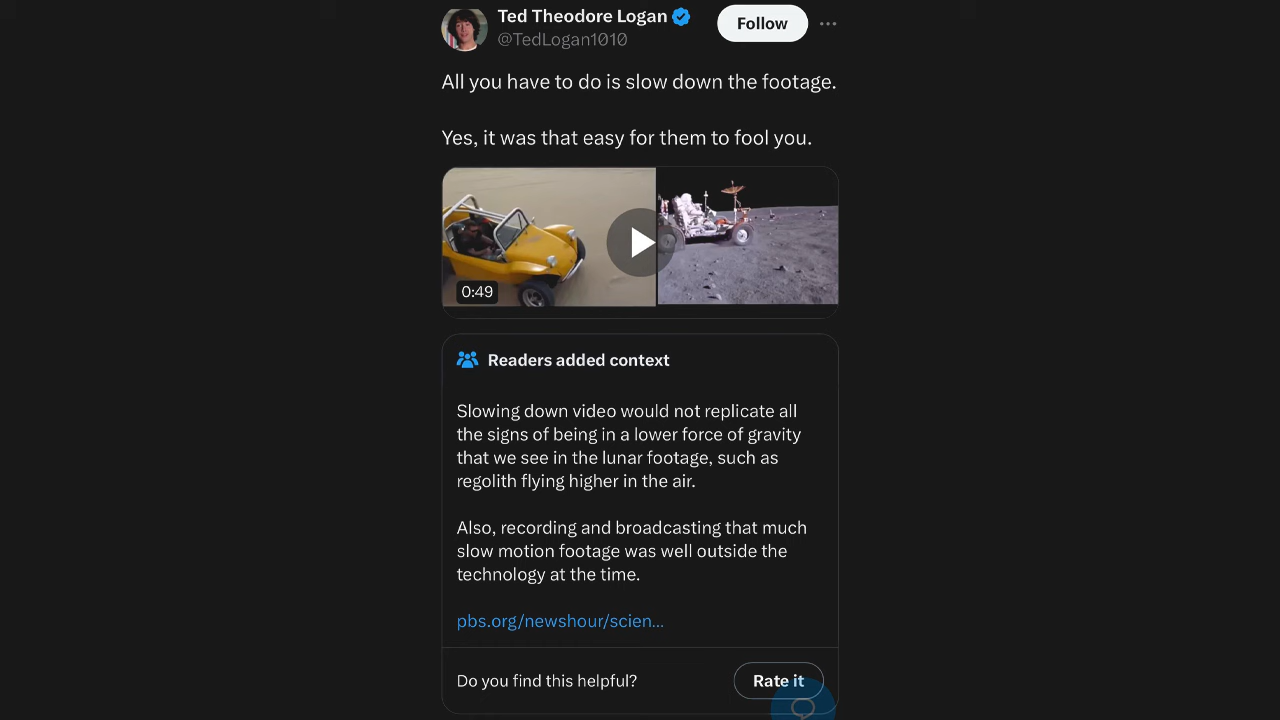 Ted Theodore Logan
Follow
@TedLogan1010
All you have to do is slow down the footage.
Yes, it was that easy for them to fool you.
0:49
Readers added context
Slowing down video would not replicate all
the signs of being in a lower force of gravity
that we see in the lunar footage, such as
regolith flying higher in the air.
Also, recording and broadcasting that much
slow motion footage was well outside the
technology at the time.
pbs.org/newshour/scien...
Do you find this helpful?
Rate it